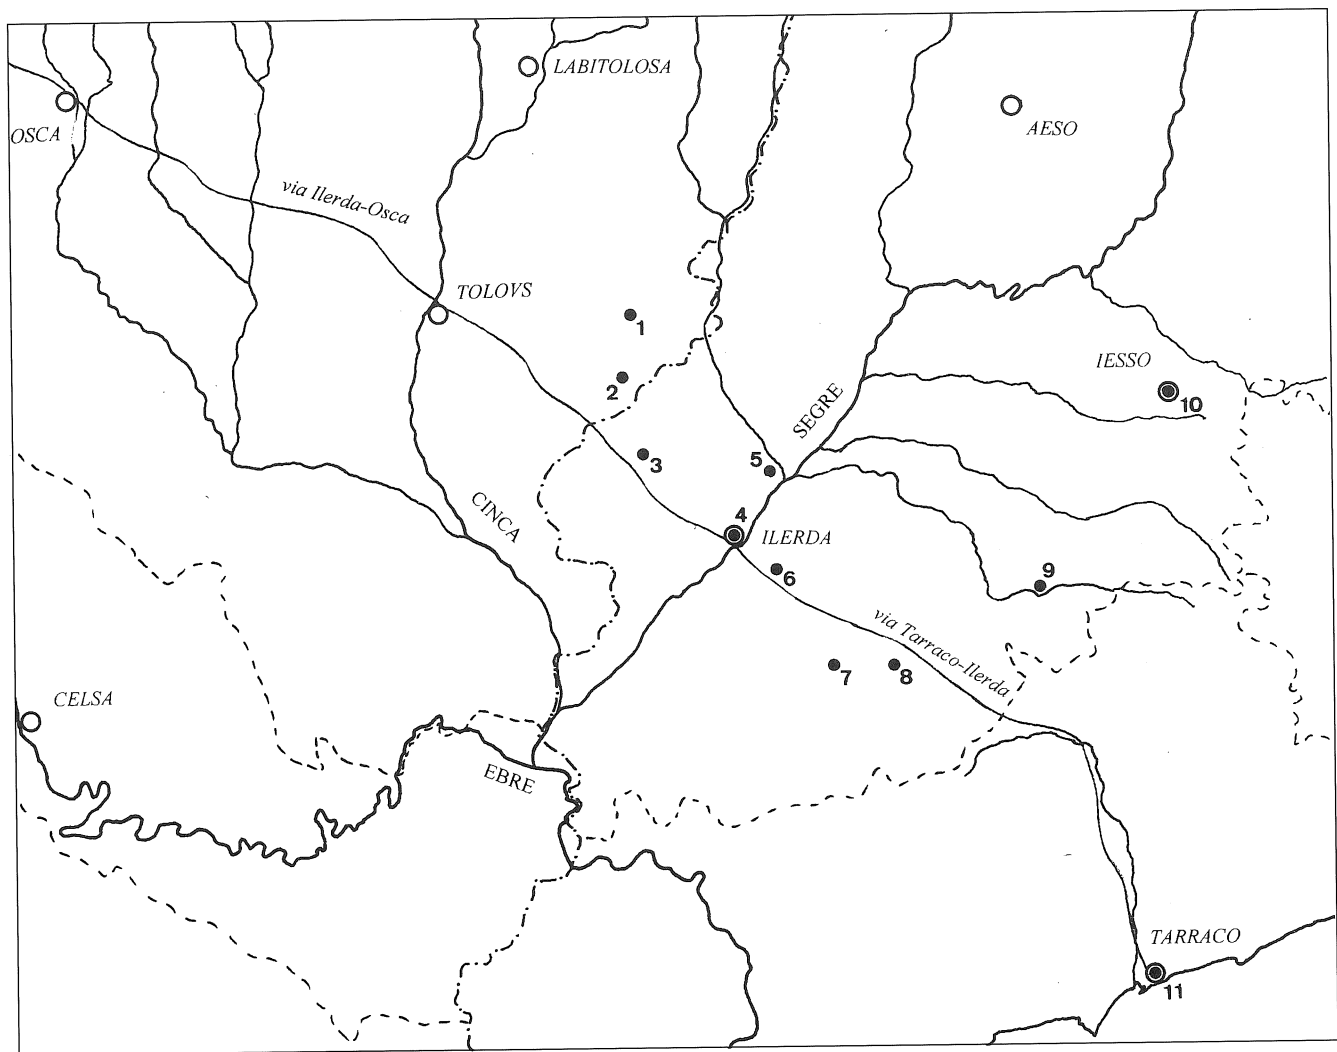 LABITOLOSA
OSCA
AESO
via Ilerda-Osca
TOLOVS
1
IESSO
2
10
SEGRE
3
5
CINCA
4
ILERDA
6
9
via Tarraco-Ilerda
7
8
CELSA
EBRE
TARRACO
11